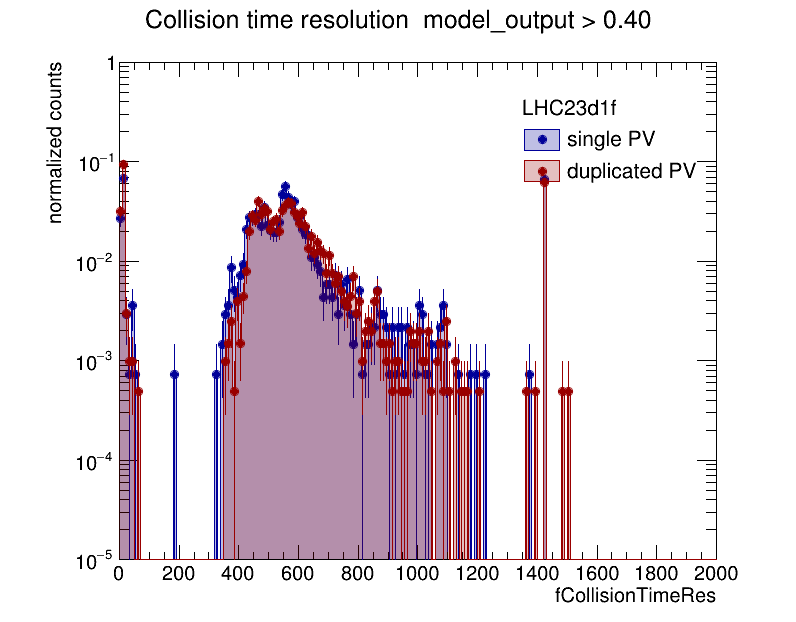 Collision time resolution  model_output > 0.40
normalized counts
1
10⁻¹
10⁻²
10⁻³
10⁻⁴
10⁻⁵
LHC23d1f
single PV
duplicated PV
0 200 400 600 800 1000 1200 1400 1600 1800 2000
fCollisionTimeRes